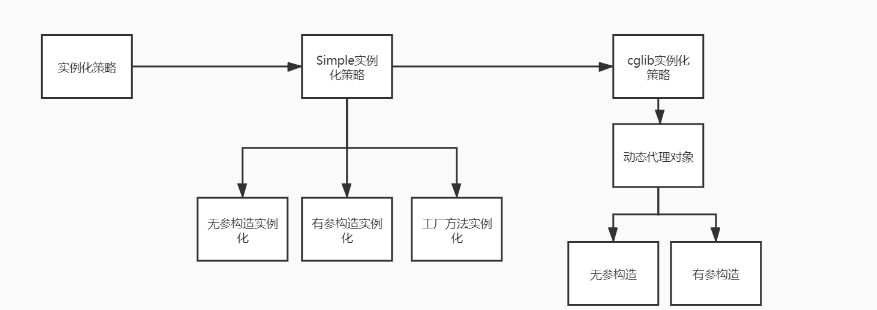 实例化策略
Simple实例
化策略
cglib实例化
策略
动态代理对象
无参构造实例
化
有参构造实例
化
工厂方法实例
化
无参构造
有参构造